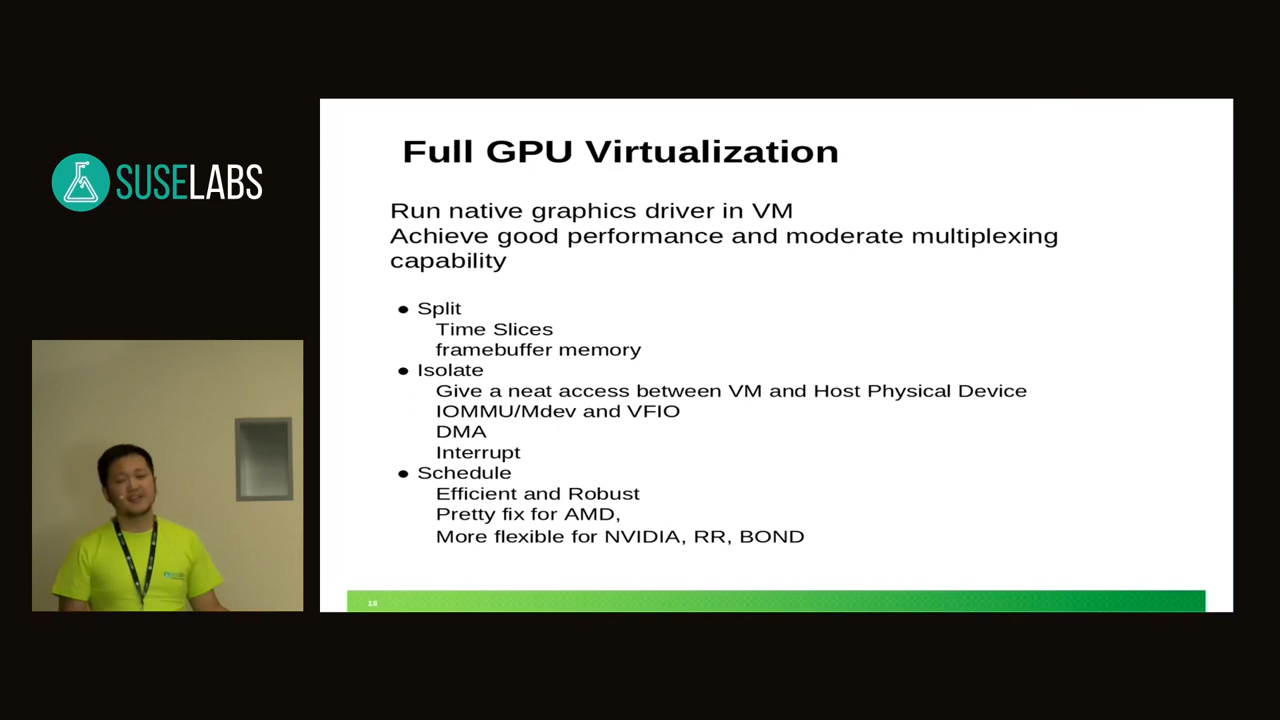 SUSELABS
Full GPU Virtualization
Run native graphics driver in VM
Achieve good performance and moderate multiplexing
capability
● Split
Time Slices
framebuffer memory
● Isolate
Give a neat access between VM and Host Physical Device
IOMMU/Mdev and VFIO
DMA
Interrupt
● Schedule
Efficient and Robust
Pretty fix for AMD,
More flexible for NVIDIA, RR, BOND
18